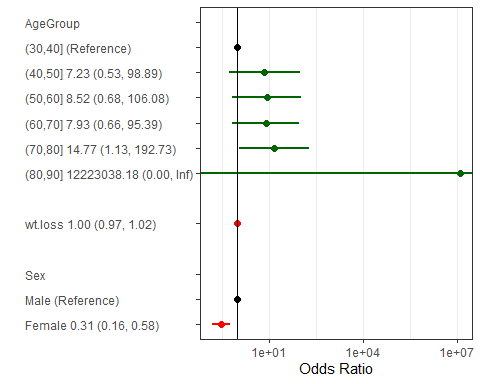 AgeGroup
(30,40] (Reference)
(40,50] 7.23 (0.53, 98.89)
(50,60] 8.52 (0.68, 106.08)
(60,70] 7.93 (0.66, 95.39)
(70,80] 14.77 (1.13, 192.73)
(80,90] 12223038.18 (0.00, Inf)
wt.loss 1.00 (0.97, 1.02)
Sex
Male (Reference)
Female 0.31 (0.16, 0.58)
1e+01 1e+04 1e+07
Odds Ratio